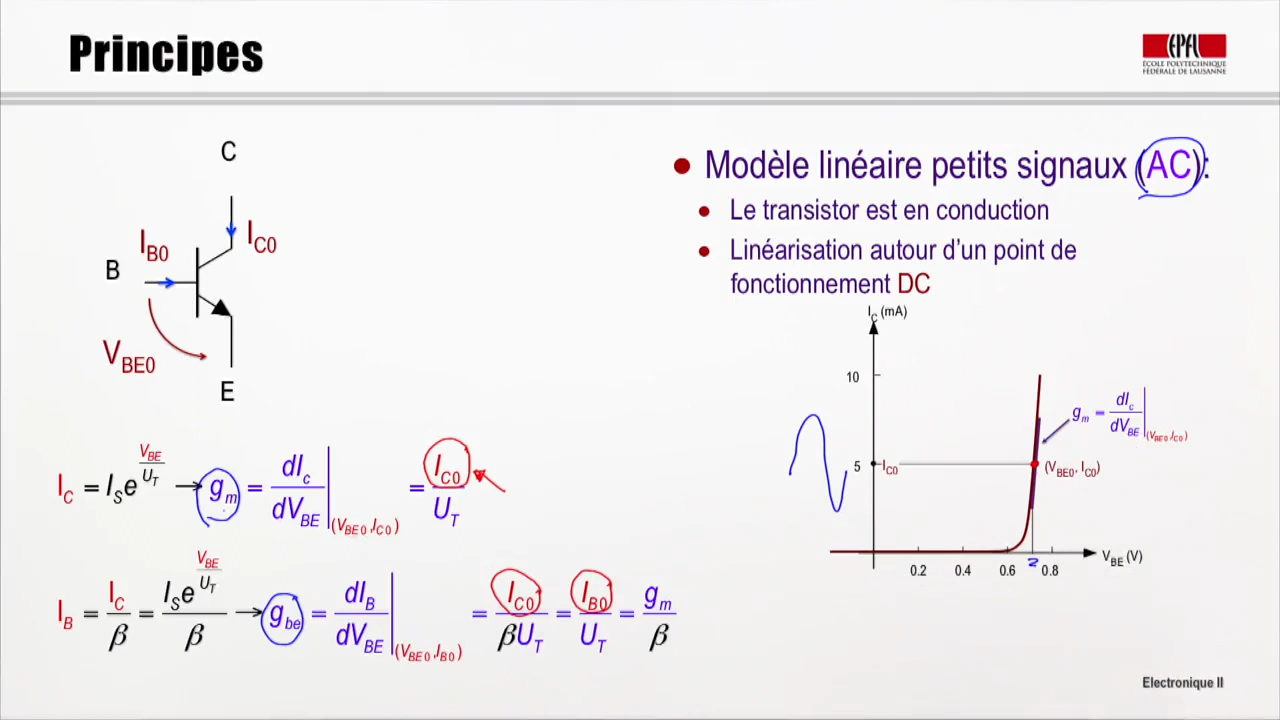 Principes
EPFL
ÉCOLE POLYTECHNIQUE
FÉDÉRALE DE LAUSANNE
C
I_B0
I_C0
B
V_BE0
E
I_C = I_S e^(V_BE/U_T) → g_m = dI_c/dV_BE |(V_BE0, I_C0) = I_C0/U_T
I_B = I_C/β = I_S e^(V_BE/U_T)/β → g_be = dI_B/dV_BE |(V_BE0, I_B0) = I_C0/βU_T = I_B0/U_T = g_m/β
• Modèle linéaire petits signaux (AC):
• Le transistor est en conduction
• Linéarisation autour d'un point de
fonctionnement DC
I_C (mA)
10
g_m = dI_c/dV_BE |(V_BE0, I_C0)
5
I_C0
(V_BE0, I_C0)
0.2 0.4 0.6 0.8
V_BE (V)
Electronique II